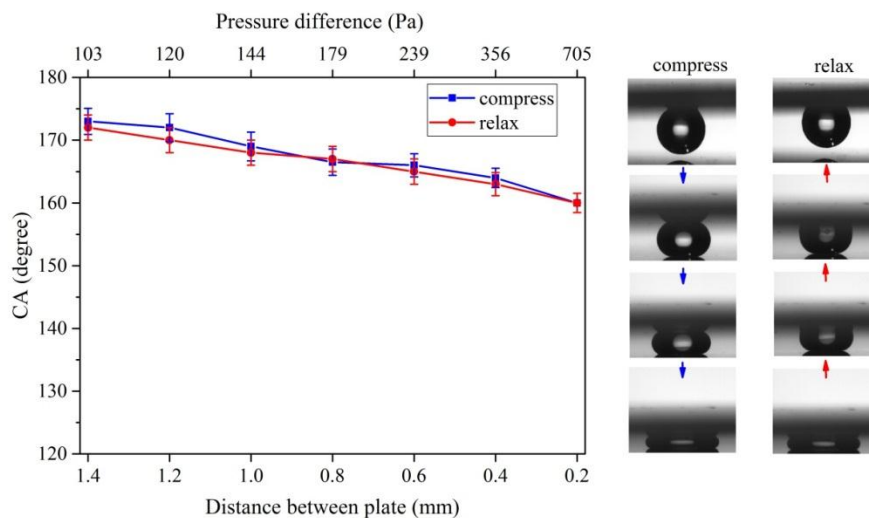 Pressure difference (Pa)
103 120 144 179 239 356 705
180
170
160
150
140
130
120
CA (degree)
compress
relax
1.4 1.2 1.0 0.8 0.6 0.4 0.2
Distance between plate (mm)
compress relax